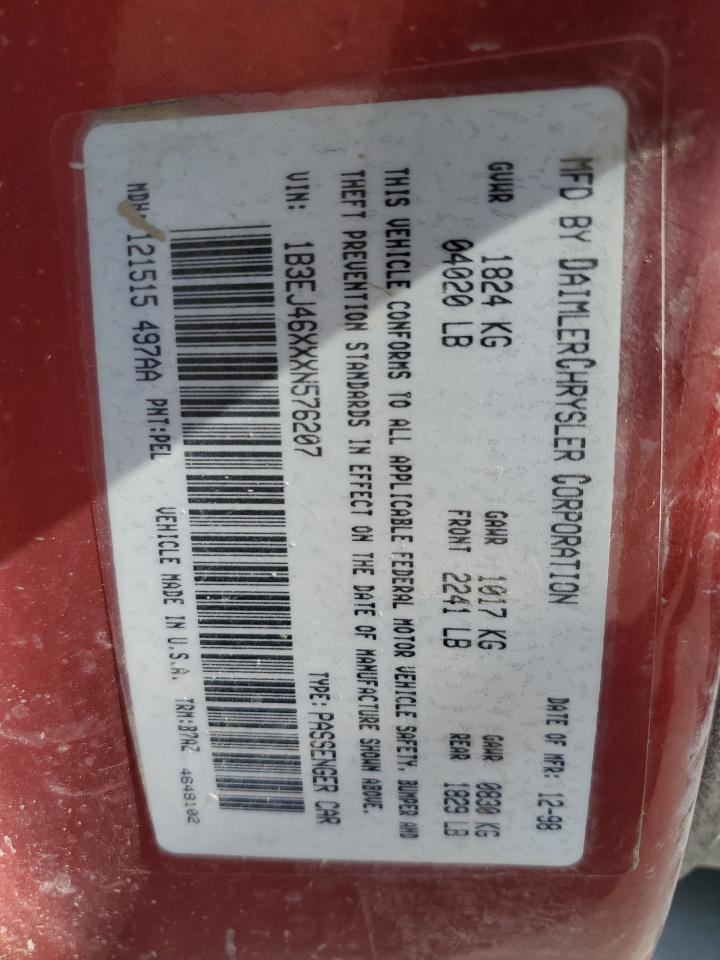 MFD BY DAIMLERCHRYSLER CORPORATION DATE OF MFR: 12-98
GVWR 1824 KG GAWR 1017 KG GAWR 0830 KG
04020 LB FRONT 2241 LB REAR 1829 LB
THIS VEHICLE CONFORMS TO ALL APPLICABLE FEDERAL MOTOR VEHICLE SAFETY, BUMPER AND
THEFT PREVENTION STANDARDS IN EFFECT ON THE DATE OF MANUFACTURE SHOWN ABOVE.
VIN: 1B3EJ46XXXN576207 TYPE: PASSENGER CAR
MDH: 121515 497AA PNT:PEL VEHICLE MADE IN U.S.A. TRM:B7AZ 4648102